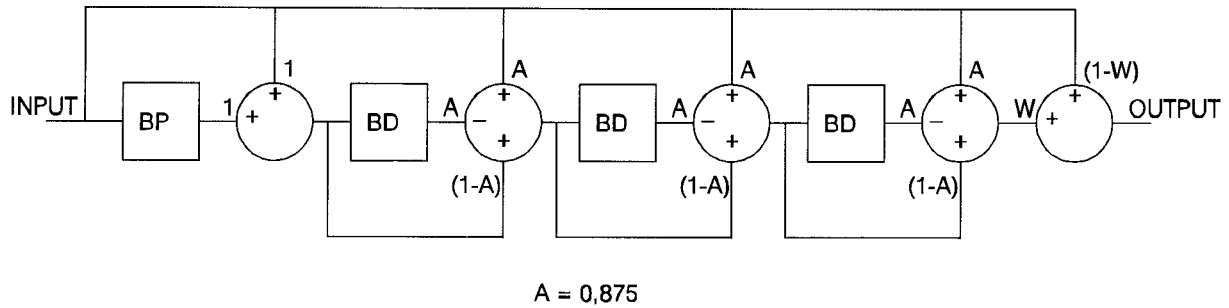 1 A A A (1-W)
INPUT BP 1 + + BD A − + + BD A − + + BD A − + + W + + OUTPUT
(1-A) (1-A) (1-A)
A = 0,875